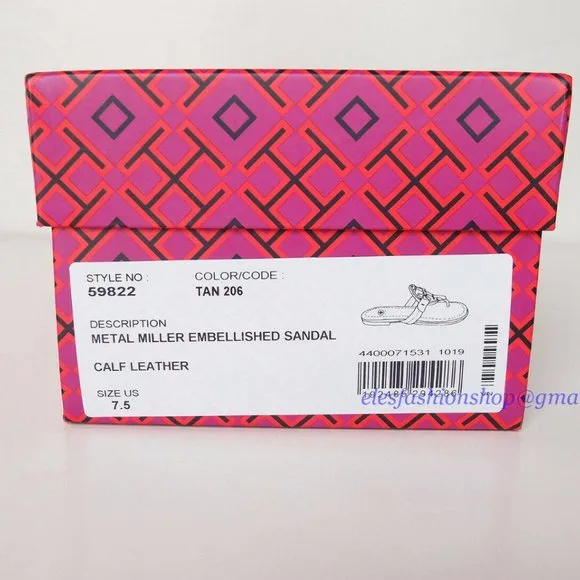 STYLE NO :
COLOR/CODE :
59822
TAN 206
DESCRIPTION
METAL MILLER EMBELLISHED SANDAL
CALF LEATHER
SIZE US
7.5
4400071531 1019
elesfashionshop@gma